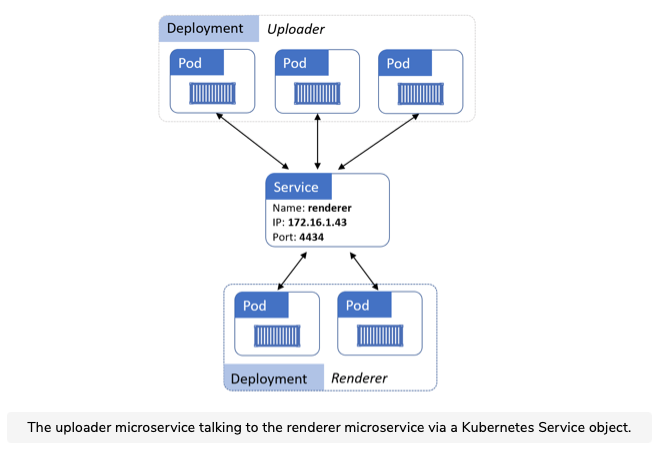 Deployment Uploader
Pod Pod Pod
Service
Name: renderer
IP: 172.16.1.43
Port: 4434
Pod Pod
Deployment Renderer
The uploader microservice talking to the renderer microservice via a Kubernetes Service object.